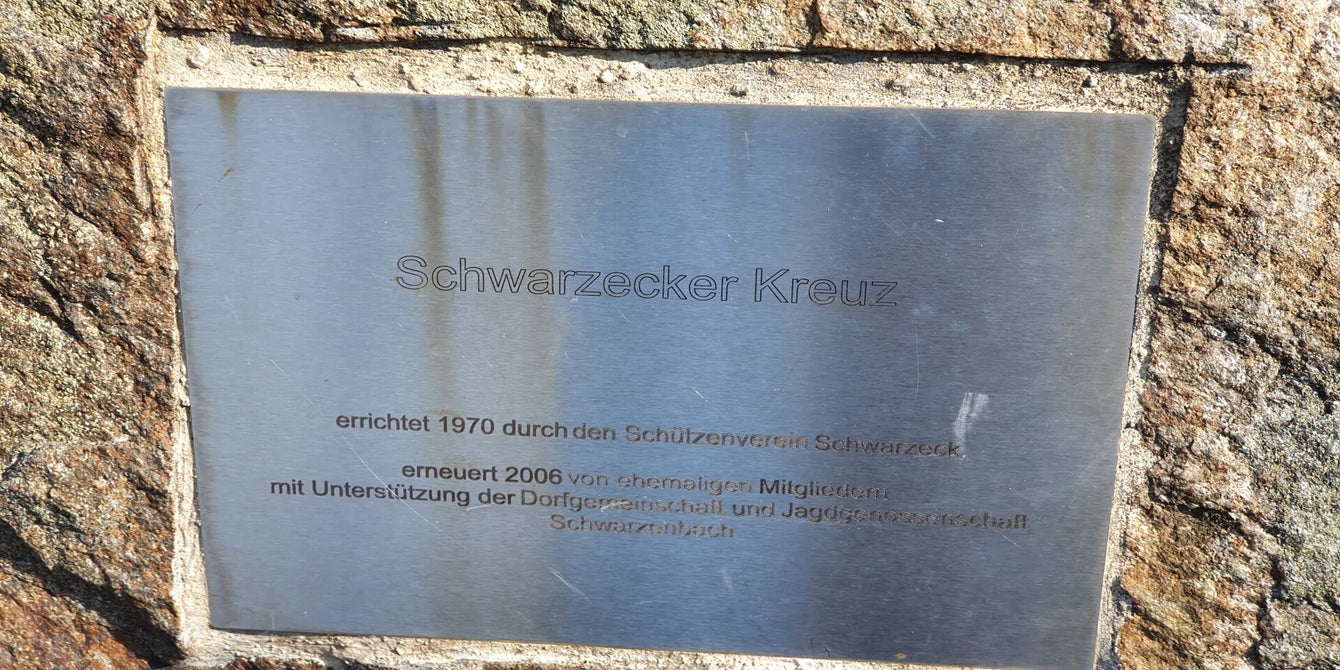 Schwarzecker Kreuz
errichtet 1970 durch den Schützenverein Schwarzeck,
erneuert 2006 von ehemaligen Mitgliedern
mit Unterstützung der Dorfgemeinschaft und Jagdgenossenschaft
Schwarzenbach